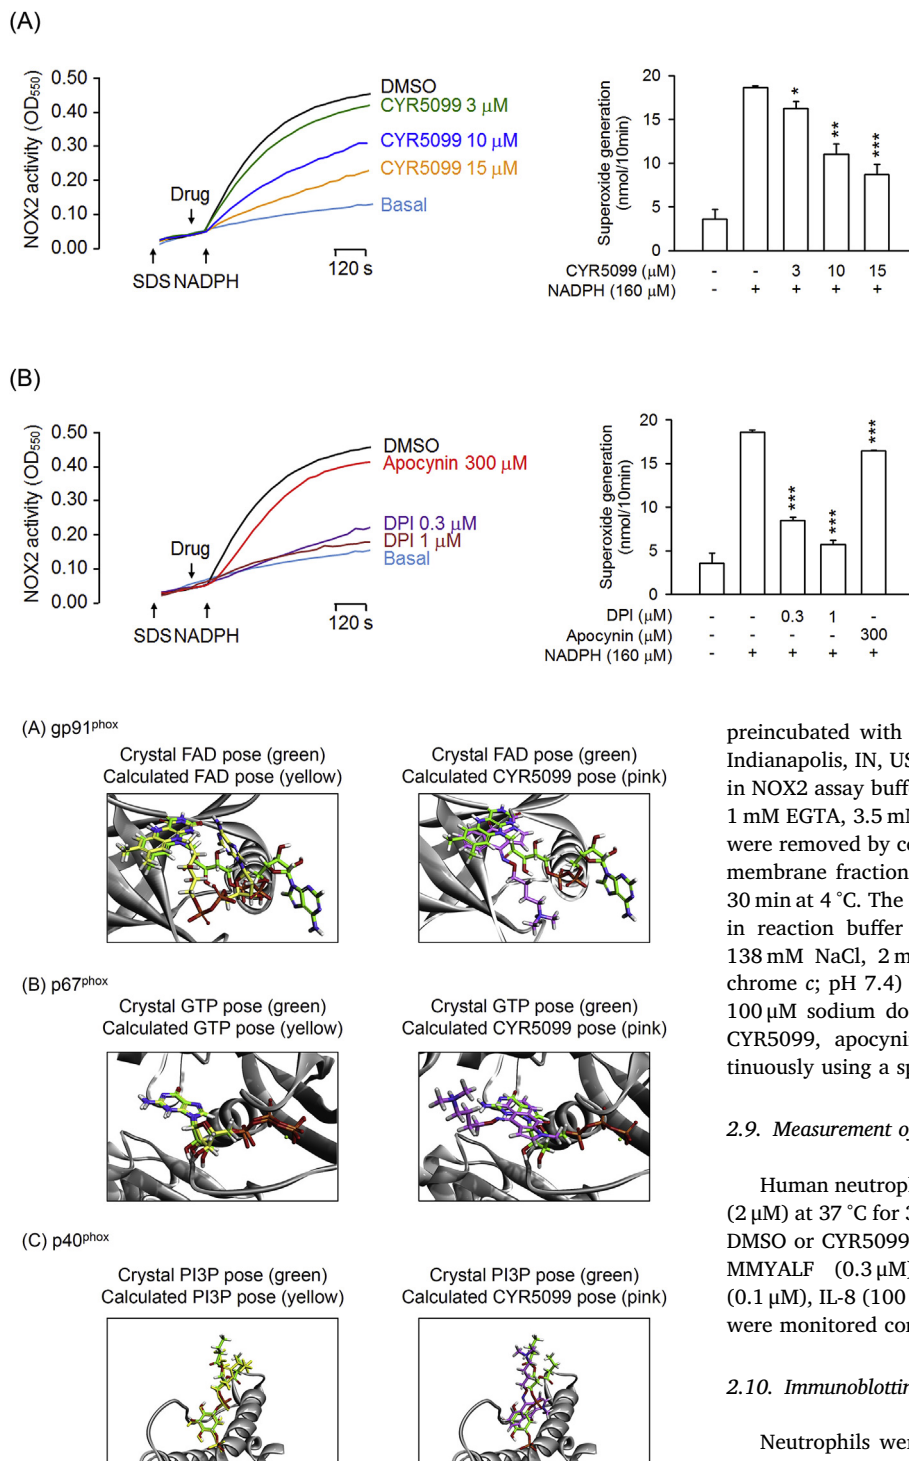 (A)
NOX2 activity (OD550)
0.50
0.40
0.30
0.20
0.10
0.00
Drug
SDS NADPH
DMSO
CYR5099 3 μM
CYR5099 10 μM
CYR5099 15 μM
Basal
120 s
Superoxide generation
(nmol/10min)
20
15
10
5
0
*
**
***
CYR5099 (μM) - - 3 10 15
NADPH (160 μM) - + + + +
(B)
NOX2 activity (OD550)
0.50
0.40
0.30
0.20
0.10
0.00
Drug
SDS NADPH
DMSO
Apocynin 300 μM
DPI 0.3 μM
DPI 1 μM
Basal
120 s
Superoxide generation
(nmol/10min)
20
15
10
5
0
***
***
***
DPI (μM) - - 0.3 1 -
Apocynin (μM) - - - - 300
NADPH (160 μM) - + + + +
(A) gp91phox
Crystal FAD pose (green)
Calculated FAD pose (yellow)
Crystal FAD pose (green)
Calculated CYR5099 pose (pink)
(B) p67phox
Crystal GTP pose (green)
Calculated GTP pose (yellow)
Crystal GTP pose (green)
Calculated CYR5099 pose (pink)
(C) p40phox
Crystal PI3P pose (green)
Calculated PI3P pose (yellow)
Crystal PI3P pose (green)
Calculated CYR5099 pose (pink)
preincubated with
Indianapolis, IN, US
in NOX2 assay buff
1 mM EGTA, 3.5 m
were removed by ce
membrane fraction
30 min at 4 °C. The
in reaction buffer
138 mM NaCl, 2 m
chrome c; pH 7.4)
100 μM sodium do
CYR5099, apocyni
tinuously using a sp
2.9. Measurement o
Human neutroph
(2 μM) at 37 °C for 3
DMSO or CYR5099
MMYALF (0.3 μM)
(0.1 μM), IL-8 (100
were monitored con
2.10. Immunoblottin
Neutrophils wer